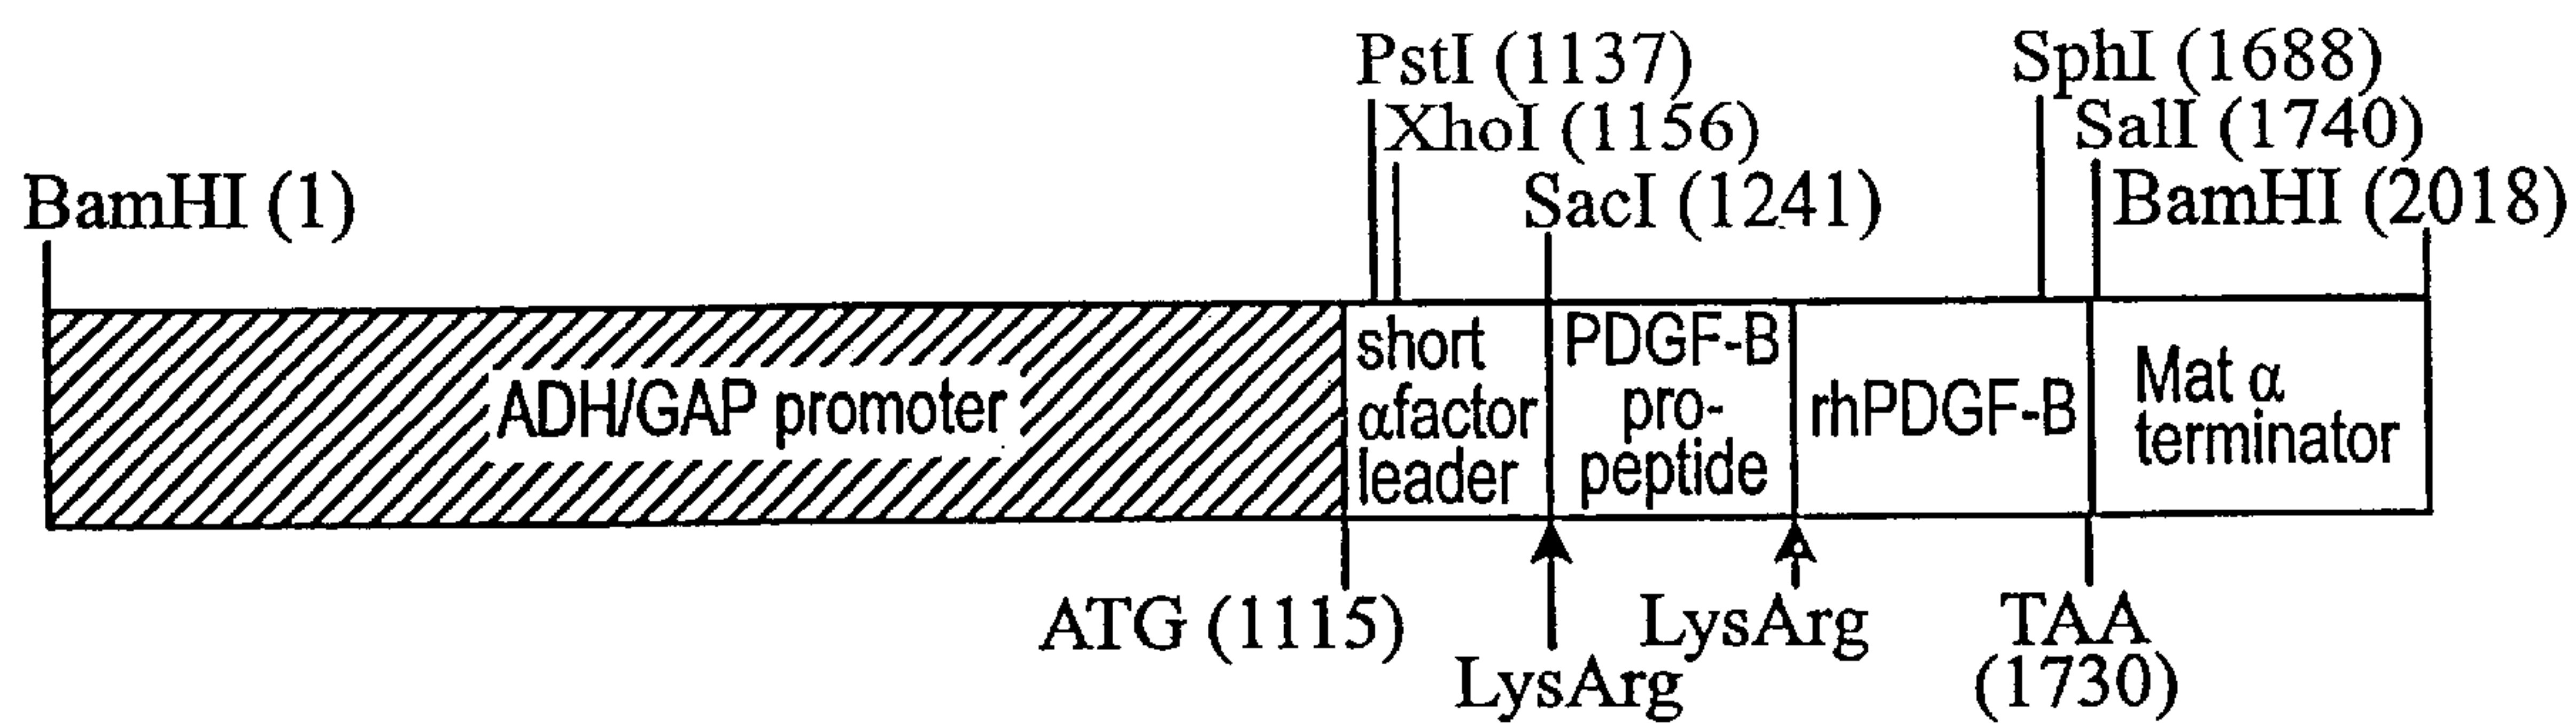 PstI (1137)
SphI (1688)
XhoI (1156)
SalI (1740)
BamHI (1)
SacI (1241)
BamHI (2018)
ADH/GAP promoter
short
αfactor
leader
PDGF-B
pro-
peptide
rhPDGF-B
Mat α
terminator
ATG (1115)
LysArg
LysArg
TAA
(1730)